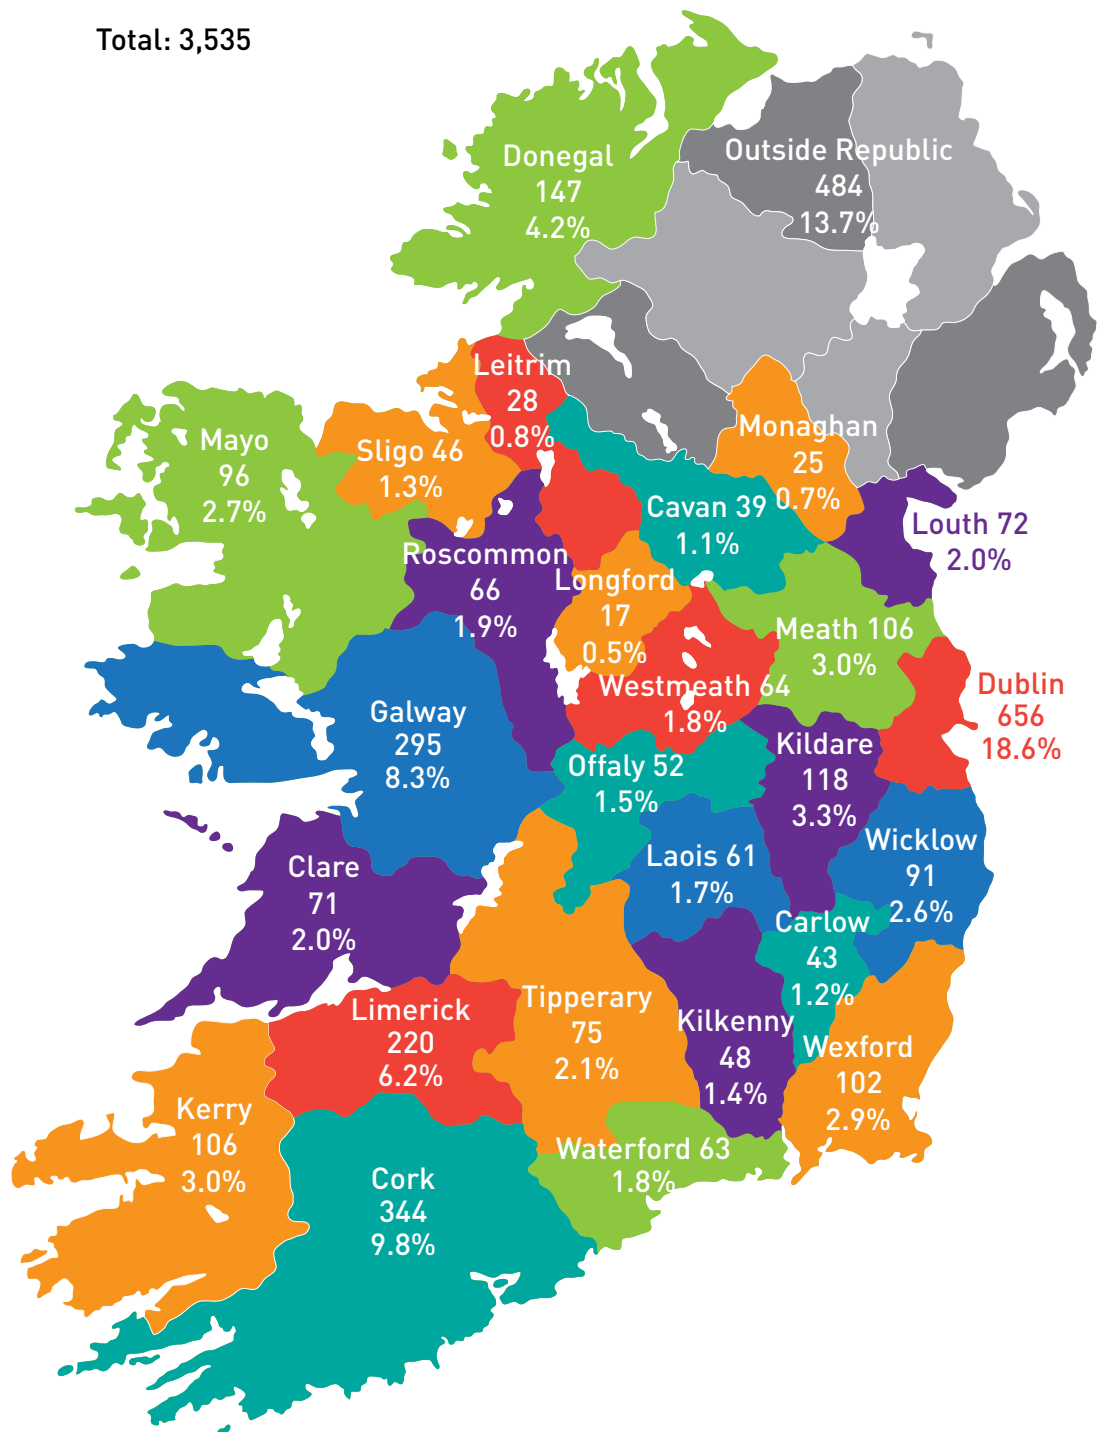 Total: 3,535
Donegal
147
4.2%
Outside Republic
484
13.7%
Leitrim
28
0.8%
Mayo
96
2.7%
Sligo 46
1.3%
Monaghan
25
0.7%
Cavan 39
1.1%
Louth 72
2.0%
Roscommon
66
1.9%
Longford
17
0.5%
Meath 106
3.0%
Westmeath 64
1.8%
Dublin
656
18.6%
Galway
295
8.3%
Offaly 52
1.5%
Kildare
118
3.3%
Wicklow
91
2.6%
Laois 61
1.7%
Clare
71
2.0%
Carlow
43
1.2%
Limerick
220
6.2%
Tipperary
75
2.1%
Kilkenny
48
1.4%
Wexford
102
2.9%
Kerry
106
3.0%
Waterford 63
1.8%
Cork
344
9.8%